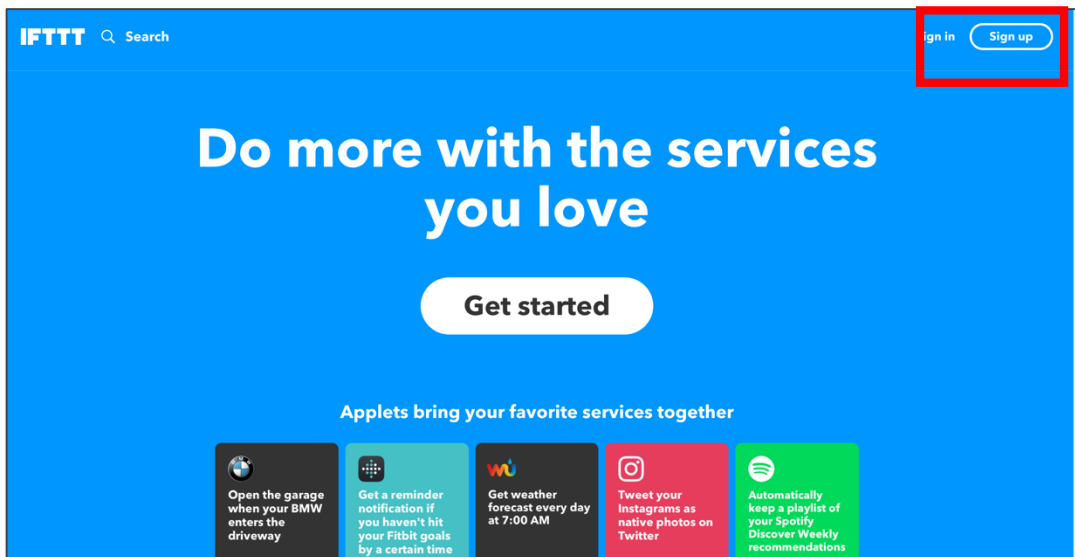 IFTTT Search
ign in Sign up
Do more with the services
you love
Get started
Applets bring your favorite services together
Open the garage
when your BMW
enters the
driveway
Get a reminder
notification if
you haven't hit
your Fitbit goals
by a certain time
Get weather
forecast every day
at 7:00 AM
Tweet your
Instagrams as
native photos on
Twitter
Automatically
keep a playlist of
your Spotify
Discover Weekly
recommendations